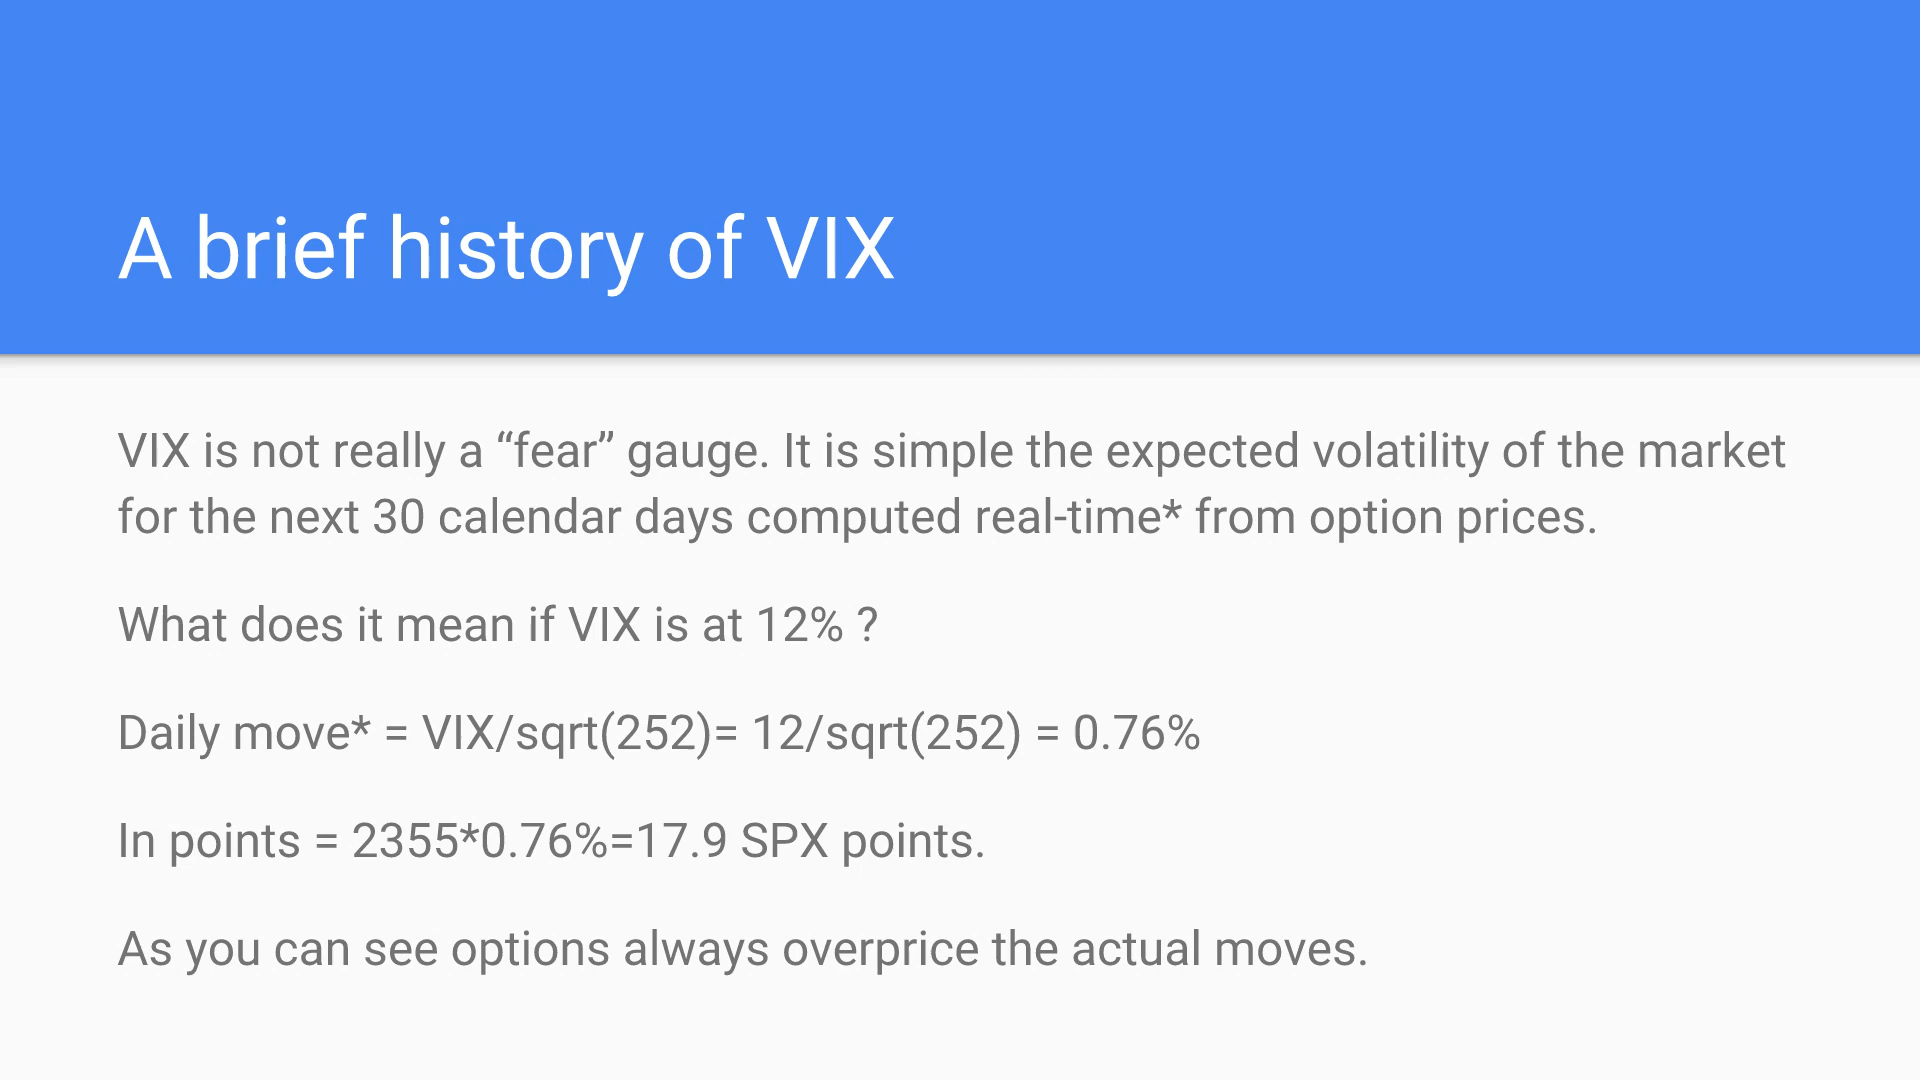 A brief history of VIX
VIX is not really a “fear” gauge. It is simple the expected volatility of the market
for the next 30 calendar days computed real-time* from option prices.
What does it mean if VIX is at 12% ?
Daily move* = VIX/sqrt(252)= 12/sqrt(252) = 0.76%
In points = 2355*0.76%=17.9 SPX points.
As you can see options always overprice the actual moves.